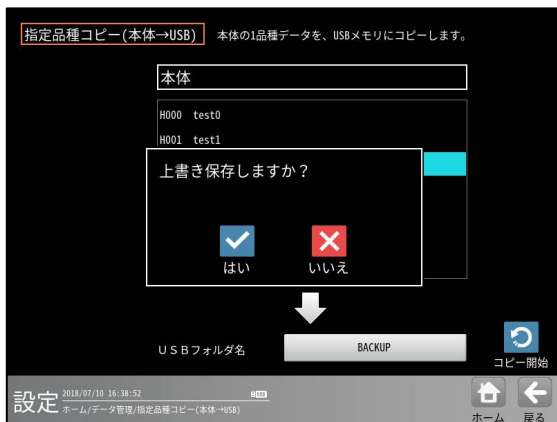 指定品種コピー(本体→USB)
本体の1品種データを、USBメモリにコピーします。
本体
H000 test0
H001 test1
上書き保存しますか？
はい
いいえ
ＵＳＢフォルダ名
BACKUP
コピー開始
設定
2018/07/10 16:38:52
ホーム/データ管理/指定品種コピー(本体→USB)
ホーム
戻る